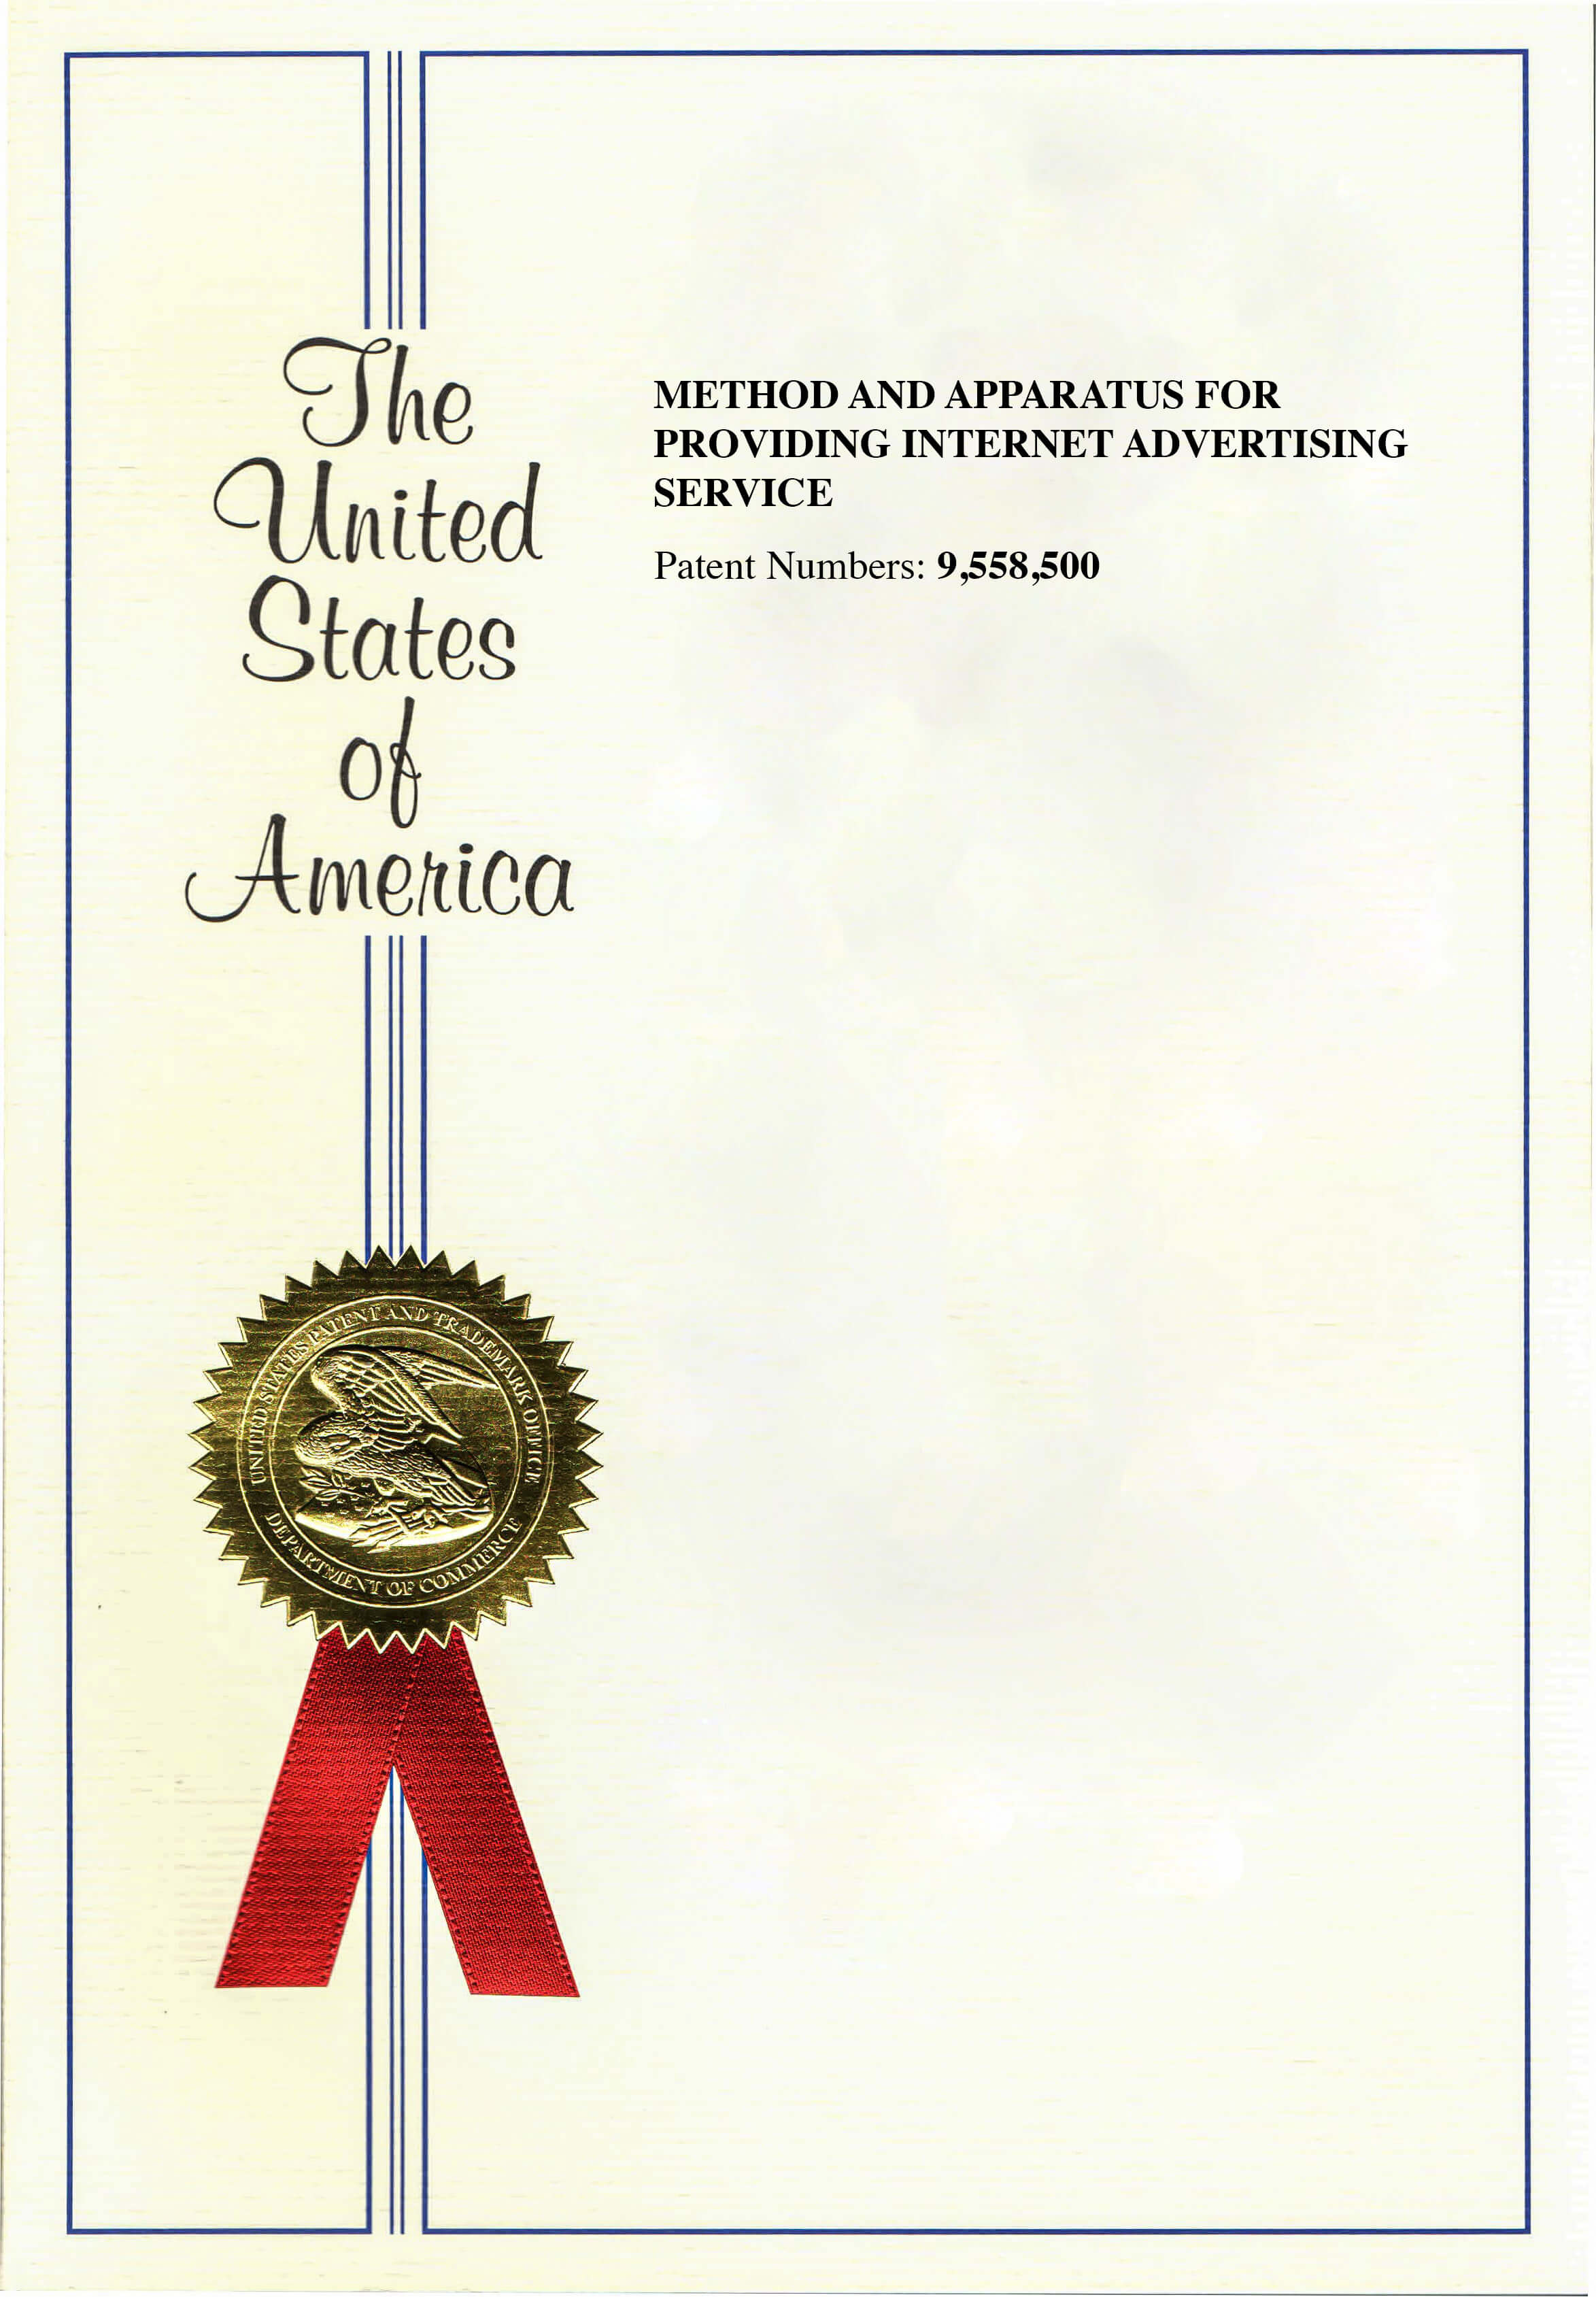 The
United
States
of
America
METHOD AND APPARATUS FOR
PROVIDING INTERNET ADVERTISING
SERVICE
Patent Numbers: 9,558,500
UNITED STATES PATENT AND TRADEMARK OFFICE
DEPARTMENT OF COMMERCE